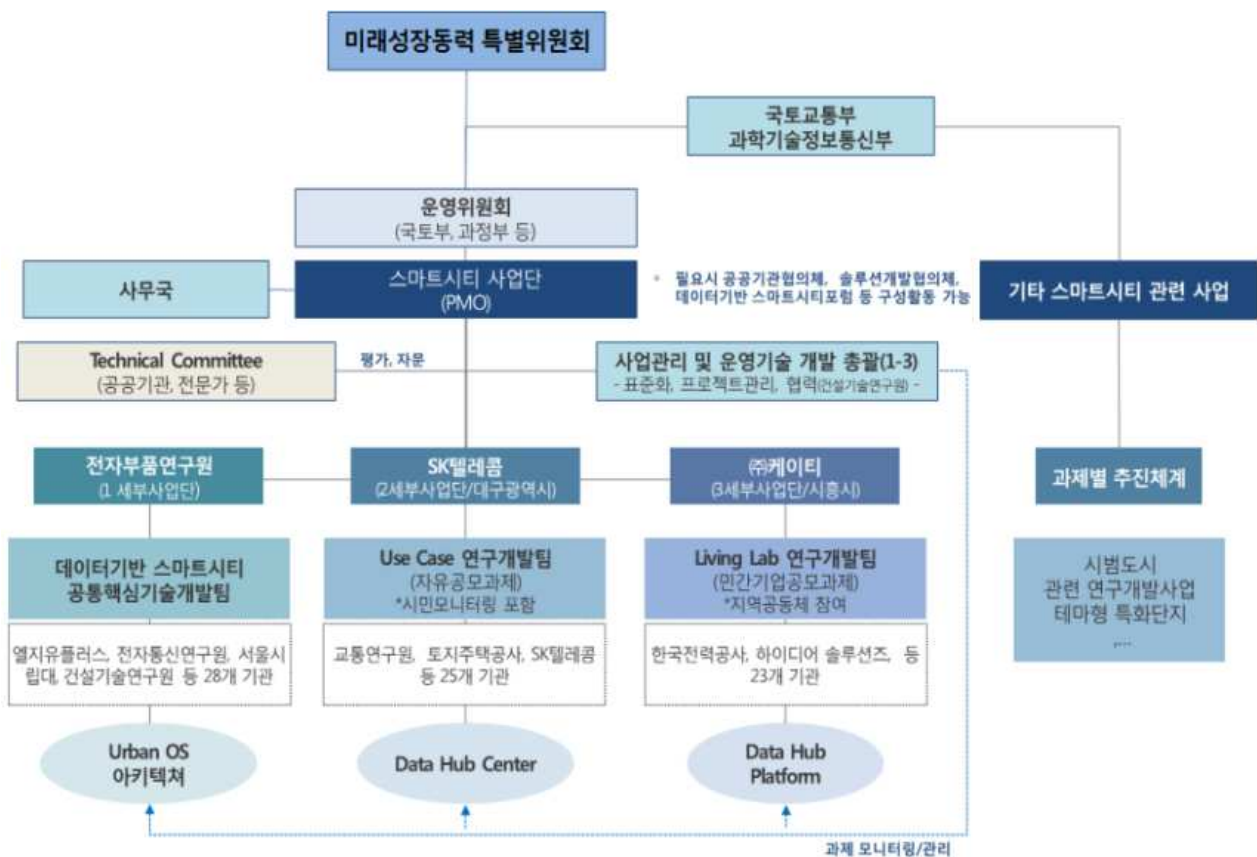 미래성장동력 특별위원회
국토교통부
과학기술정보통신부
운영위원회
(국토부, 과정부 등)
사무국
스마트시티 사업단
(PMO)
* 필요시 공공기관협의체, 솔루션개발협의체,
데이터기반 스마트시티포럼 등 구성활동 가능
기타 스마트시티 관련 사업
Technical Committee
(공공기관, 전문가 등)
평가, 자문
사업관리 및 운영기술 개발 총괄(1-3)
- 표준화, 프로젝트관리, 협력(건설기술연구원) -
전자부품연구원
(1 세부사업단)
SK텔레콤
(2세부사업단/대구광역시)
㈜케이티
(3세부사업단/시흥시)
과제별 추진체계
데이터기반 스마트시티
공통핵심기술개발팀
Use Case 연구개발팀
(자유공모과제)
*시민모니터링 포함
Living Lab 연구개발팀
(민간기업공모과제)
*지역공동체 참여
시범도시
관련 연구개발사업
테마형 특화단지
,...
엘지유플러스, 전자통신연구원, 서울시
립대, 건설기술연구원 등 28개 기관
교통연구원, 토지주택공사, SK텔레콤
등 25개 기관
한국전력공사, 하이디어 솔루션즈, 등
23개 기관
Urban OS
아키텍쳐
Data Hub Center
Data Hub
Platform
과제 모니터링/관리